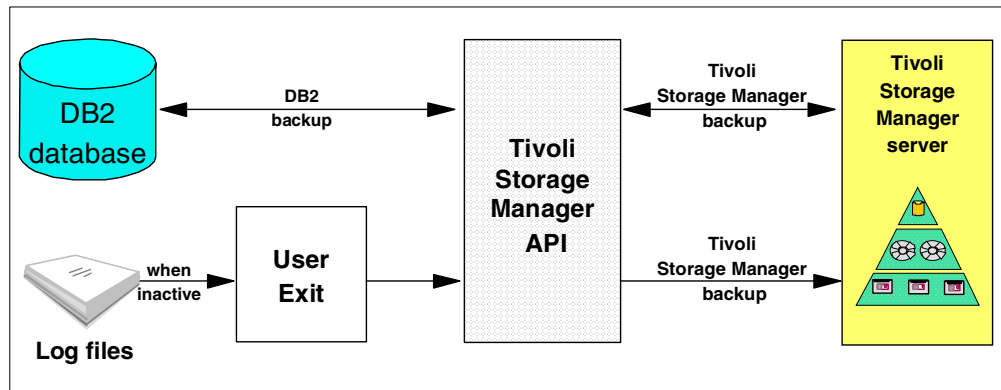 DB2
database
DB2
backup
Tivoli
Storage
Manager
API
Tivoli
Storage Manager
backup
Tivoli
Storage
Manager
server
Log files
when
inactive
User
Exit
Tivoli
Storage Manager
backup